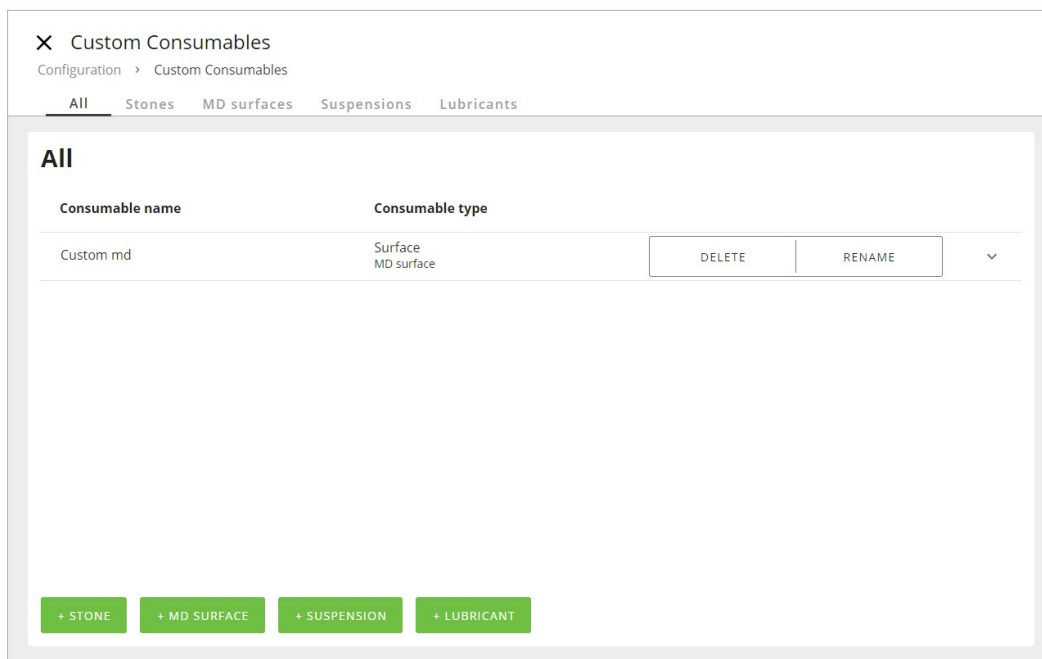 Custom Consumables
Configuration > Custom Consumables
All Stones MD surfaces Suspensions Lubricants
All
Consumable name Consumable type
Custom md Surface DELETE RENAME
MD surface
+ STONE + MD SURFACE + SUSPENSION + LUBRICANT